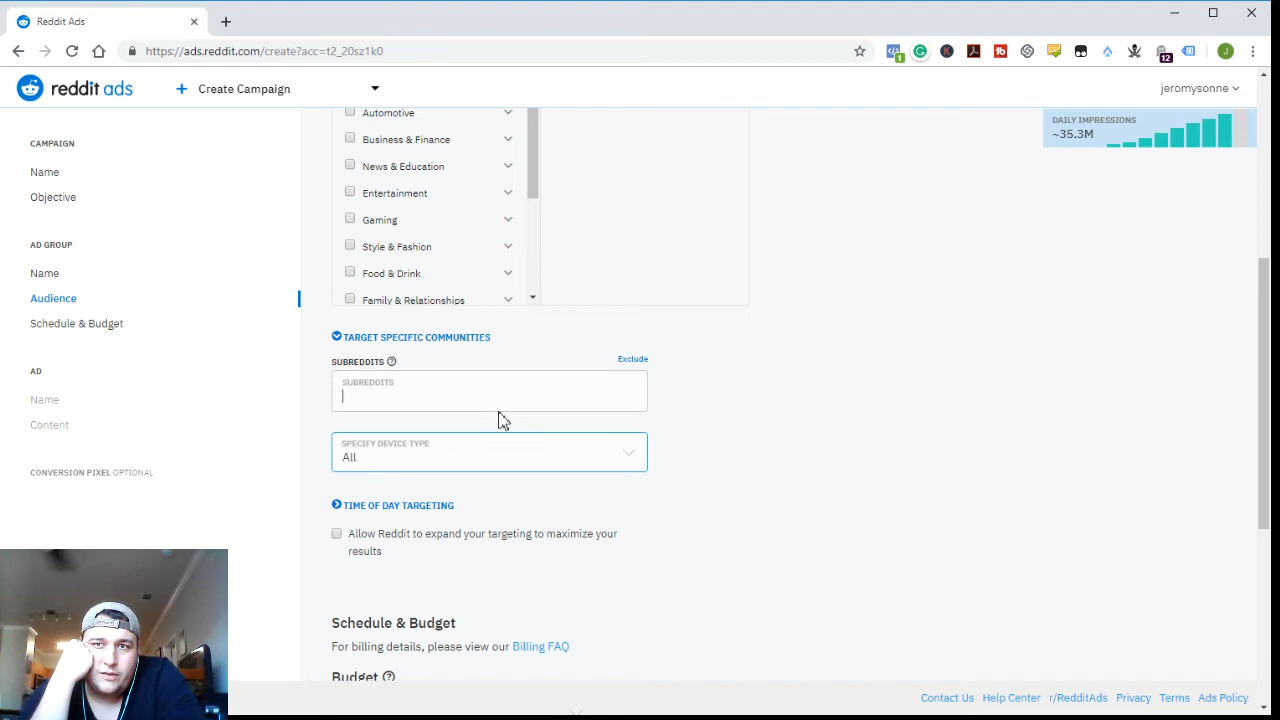 Reddit Ads
https://ads.reddit.com/create?acc=t2_20sz1k0
1
12
J
reddit ads
+ Create Campaign
jeromysonne
CAMPAIGN
Name
Objective
AD GROUP
Name
Audience
Schedule & Budget
AD
Name
Content
CONVERSION PIXEL OPTIONAL
Automotive
Business & Finance
News & Education
Entertainment
Gaming
Style & Fashion
Food & Drink
Family & Relationships
DAILY IMPRESSIONS
~35.3M
TARGET SPECIFIC COMMUNITIES
SUBREDDITS
Exclude
SUBREDDITS
SPECIFY DEVICE TYPE
All
TIME OF DAY TARGETING
Allow Reddit to expand your targeting to maximize your
results
Schedule & Budget
For billing details, please view our Billing FAQ
Budget
Contact Us Help Center r/RedditAds Privacy Terms Ads Policy